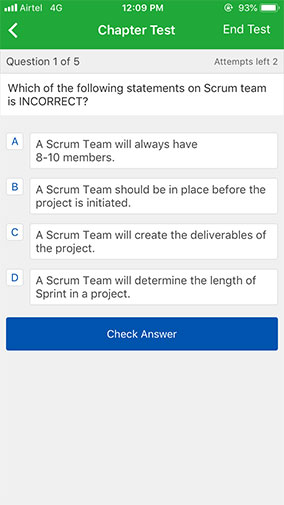 Airtel 4G 12:09 PM 93%
Chapter Test End Test
Question 1 of 5 Attempts left 2
Which of the following statements on Scrum team
is INCORRECT?
A A Scrum Team will always have
8-10 members.
B A Scrum Team should be in place before the
project is initiated.
C A Scrum Team will create the deliverables of
the project.
D A Scrum Team will determine the length of
Sprint in a project.
Check Answer